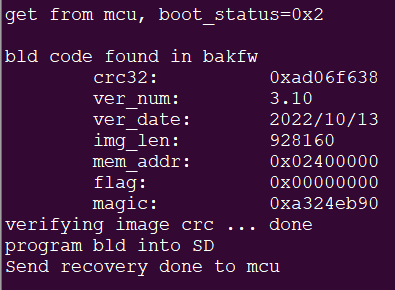 get from mcu, boot_status=0x2

bld code found in bakfw
        crc32:          0xad06f638
        ver_num:        3.10
        ver_date:       2022/10/13
        img_len:        928160
        mem_addr:       0x02400000
        flag:           0x00000000
        magic:          0xa324eb90
verifying image crc ... done
program bld into SD
Send recovery done to mcu